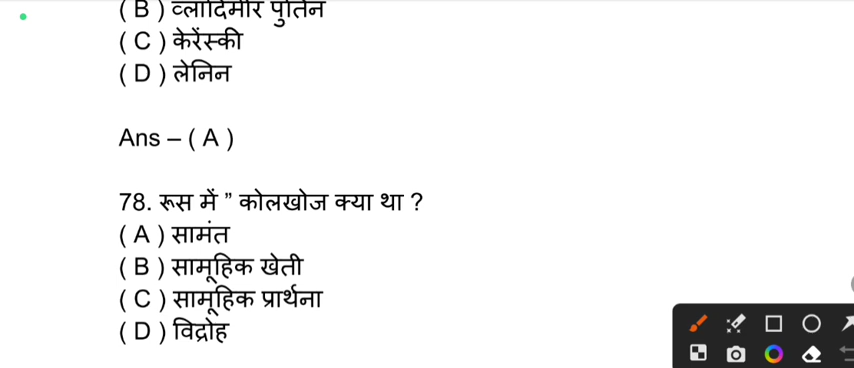 ( B ) व्लादिमीर पुतिन
( C ) केरेंस्की
( D ) लेनिन
Ans – ( A )
78. रूस में ” कोलखोज क्या था ?
( A ) सामंत
( B ) सामूहिक खेती
( C ) सामूहिक प्रार्थना
( D ) विद्रोह